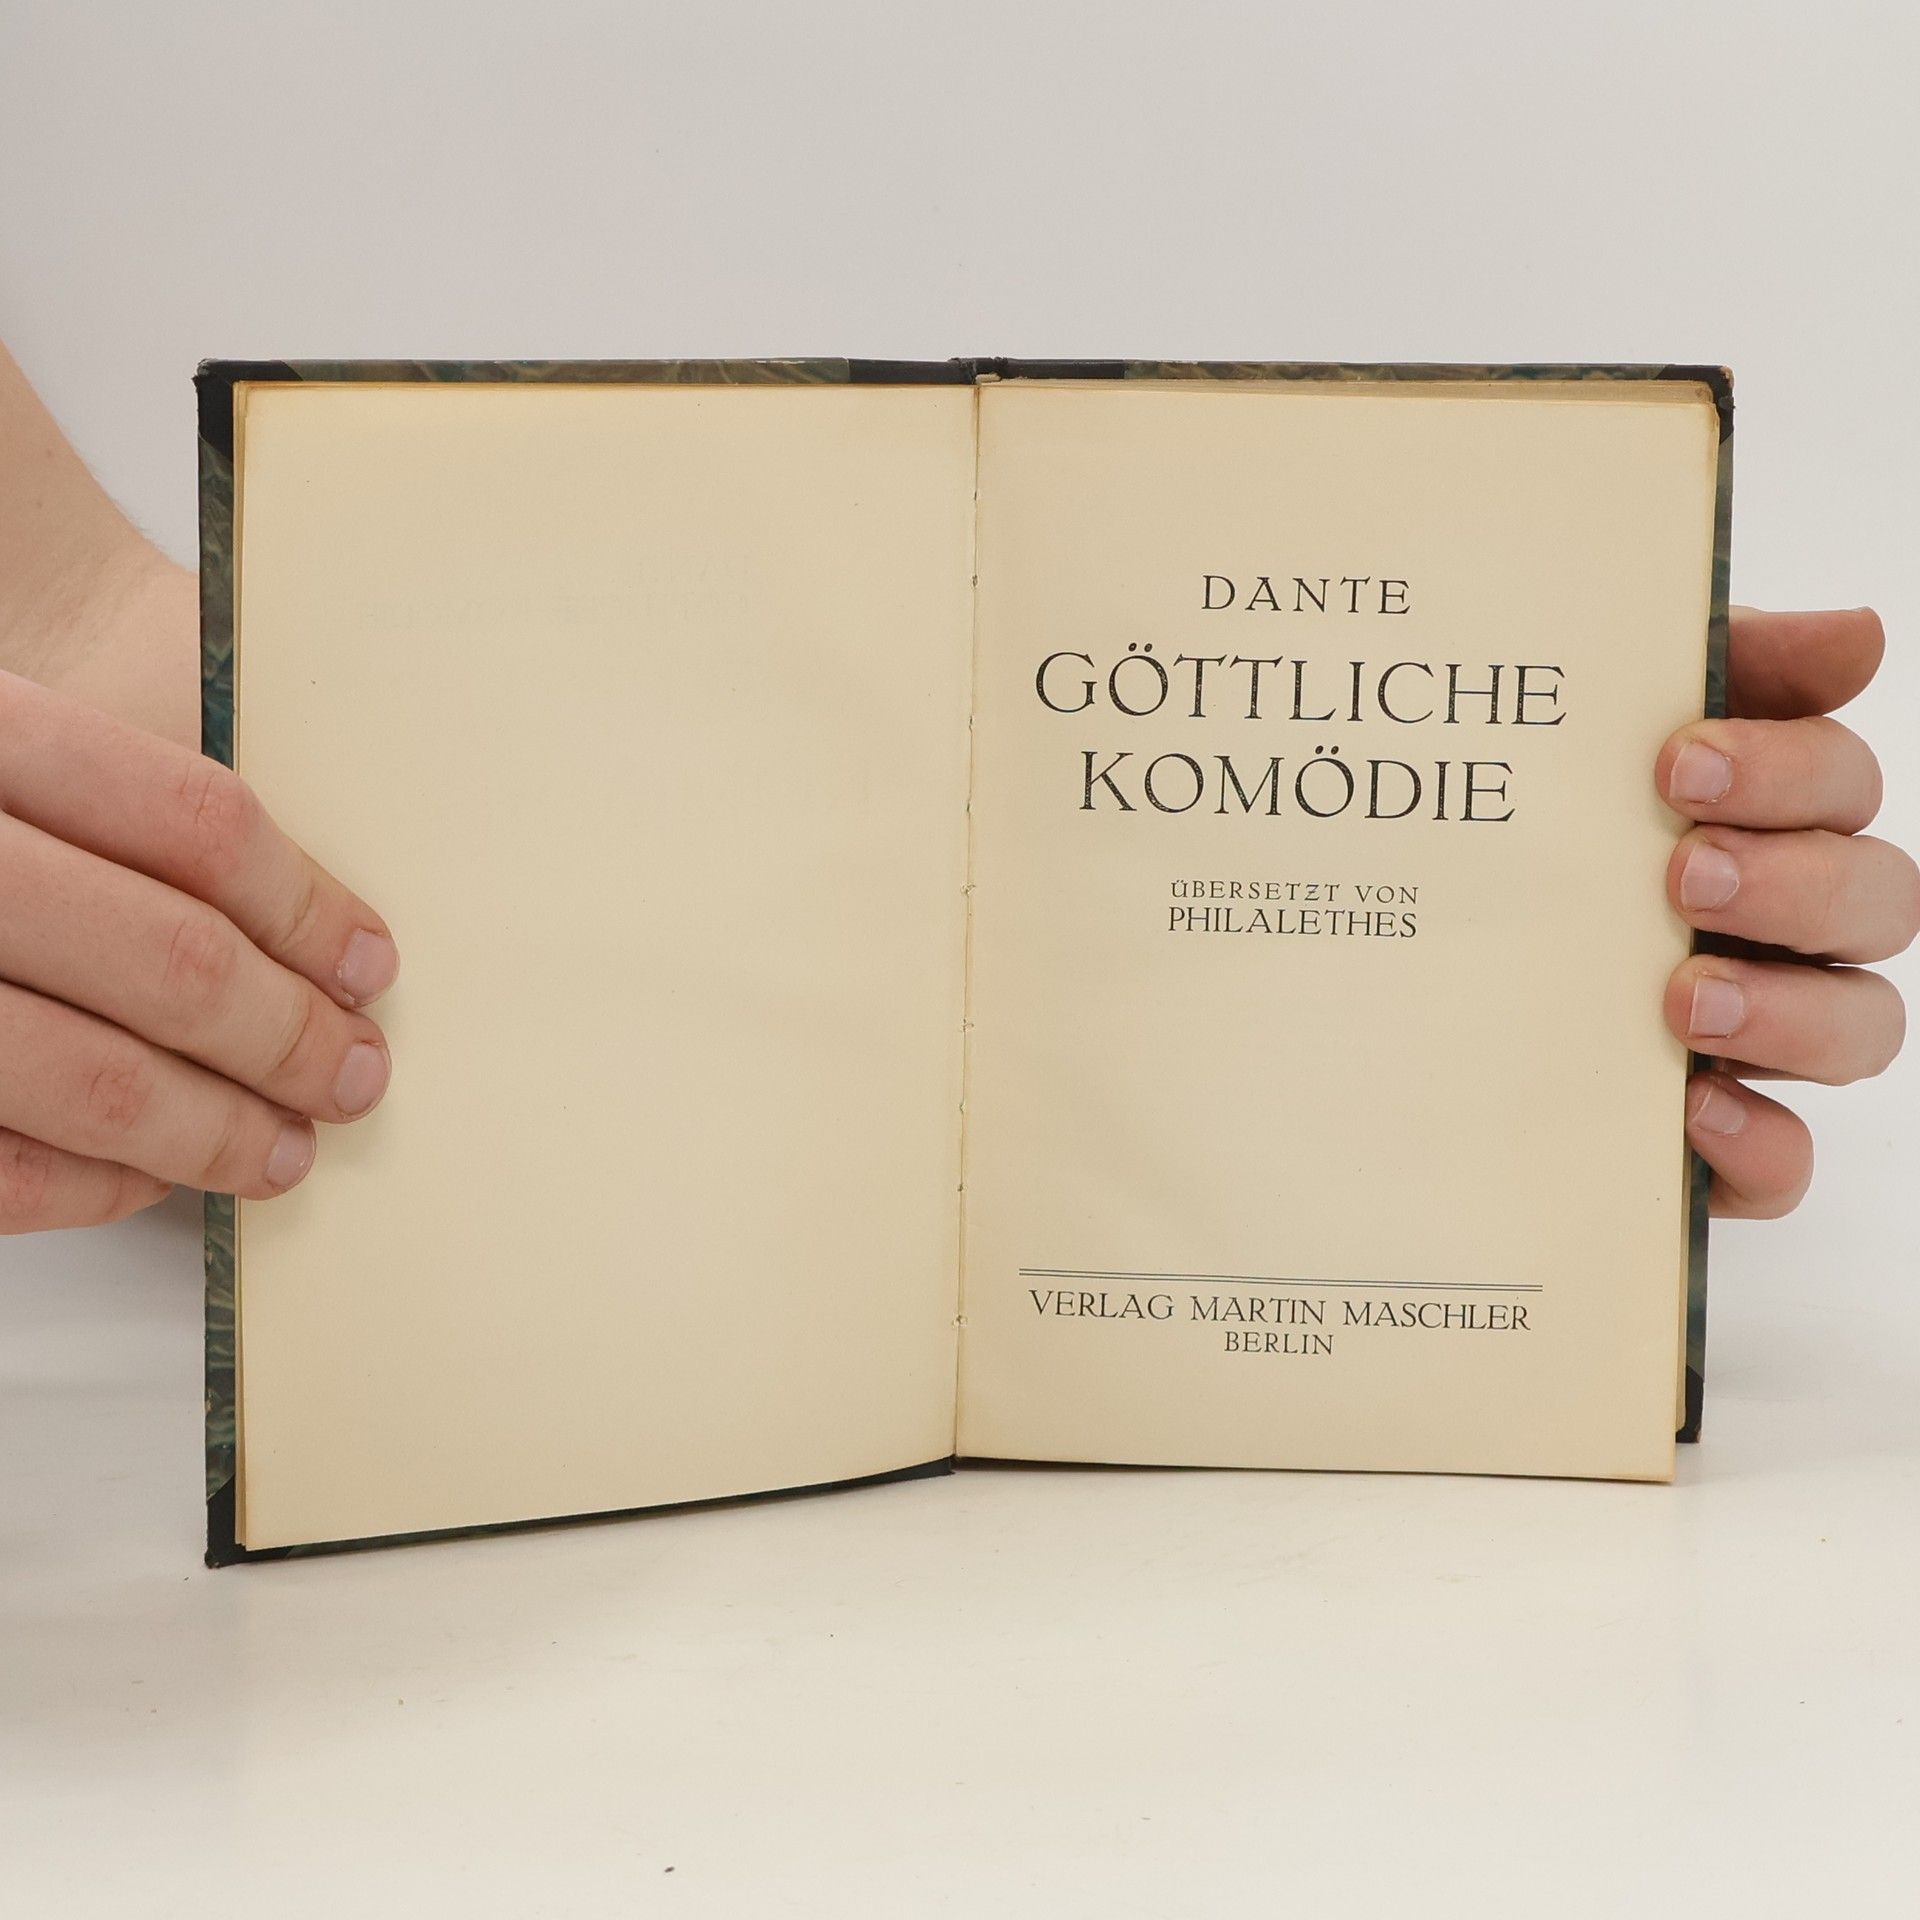 DANTE
GÖTTLICHE
KOMÖDIE
ÜBERSETZT VON
PHILALETHES
VERLAG MARTIN MASCHLER
BERLIN